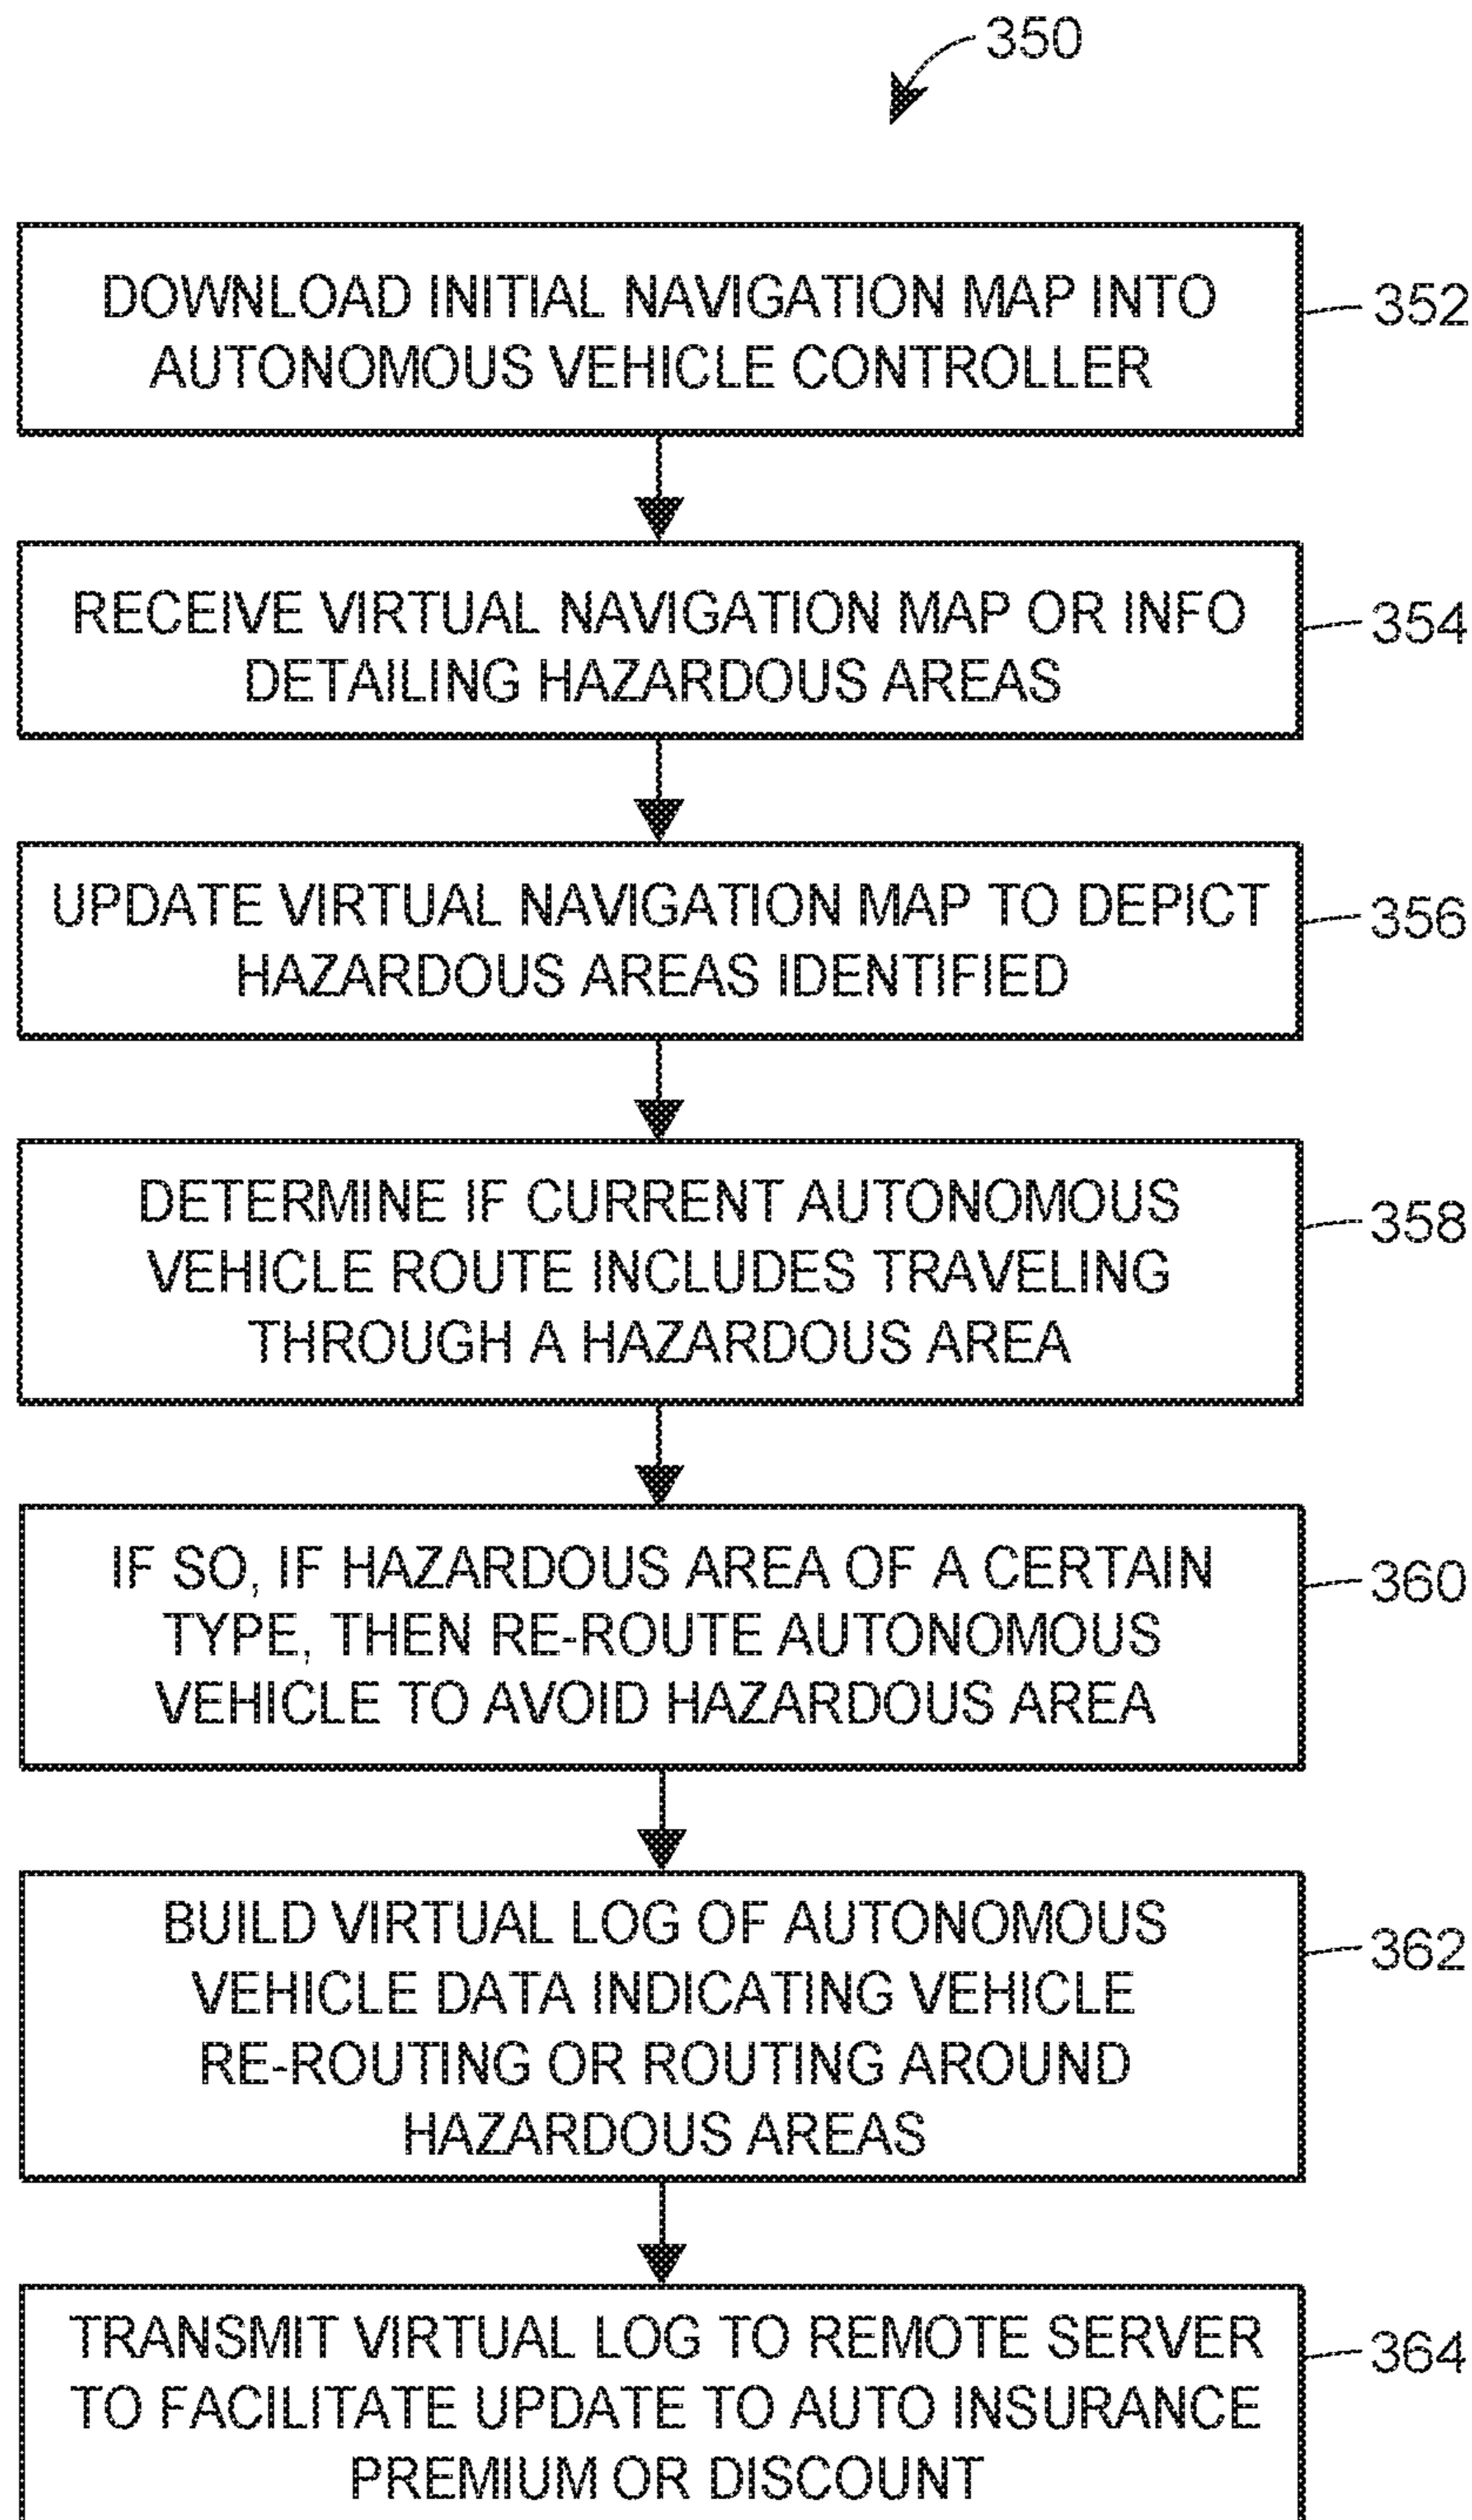 350
DOWNLOAD INITIAL NAVIGATION MAP INTO
AUTONOMOUS VEHICLE CONTROLLER
352
RECEIVE VIRTUAL NAVIGATION MAP OR INFO
DETAILING HAZARDOUS AREAS
354
UPDATE VIRTUAL NAVIGATION MAP TO DEPICT
HAZARDOUS AREAS IDENTIFIED
356
DETERMINE IF CURRENT AUTONOMOUS
VEHICLE ROUTE INCLUDES TRAVELING
THROUGH A HAZARDOUS AREA
358
IF SO, IF HAZARDOUS AREA OF A CERTAIN
TYPE, THEN RE-ROUTE AUTONOMOUS
VEHICLE TO AVOID HAZARDOUS AREA
360
BUILD VIRTUAL LOG OF AUTONOMOUS
VEHICLE DATA INDICATING VEHICLE
RE-ROUTING OR ROUTING AROUND
HAZARDOUS AREAS
362
TRANSMIT VIRTUAL LOG TO REMOTE SERVER
TO FACILITATE UPDATE TO AUTO INSURANCE
PREMIUM OR DISCOUNT
364